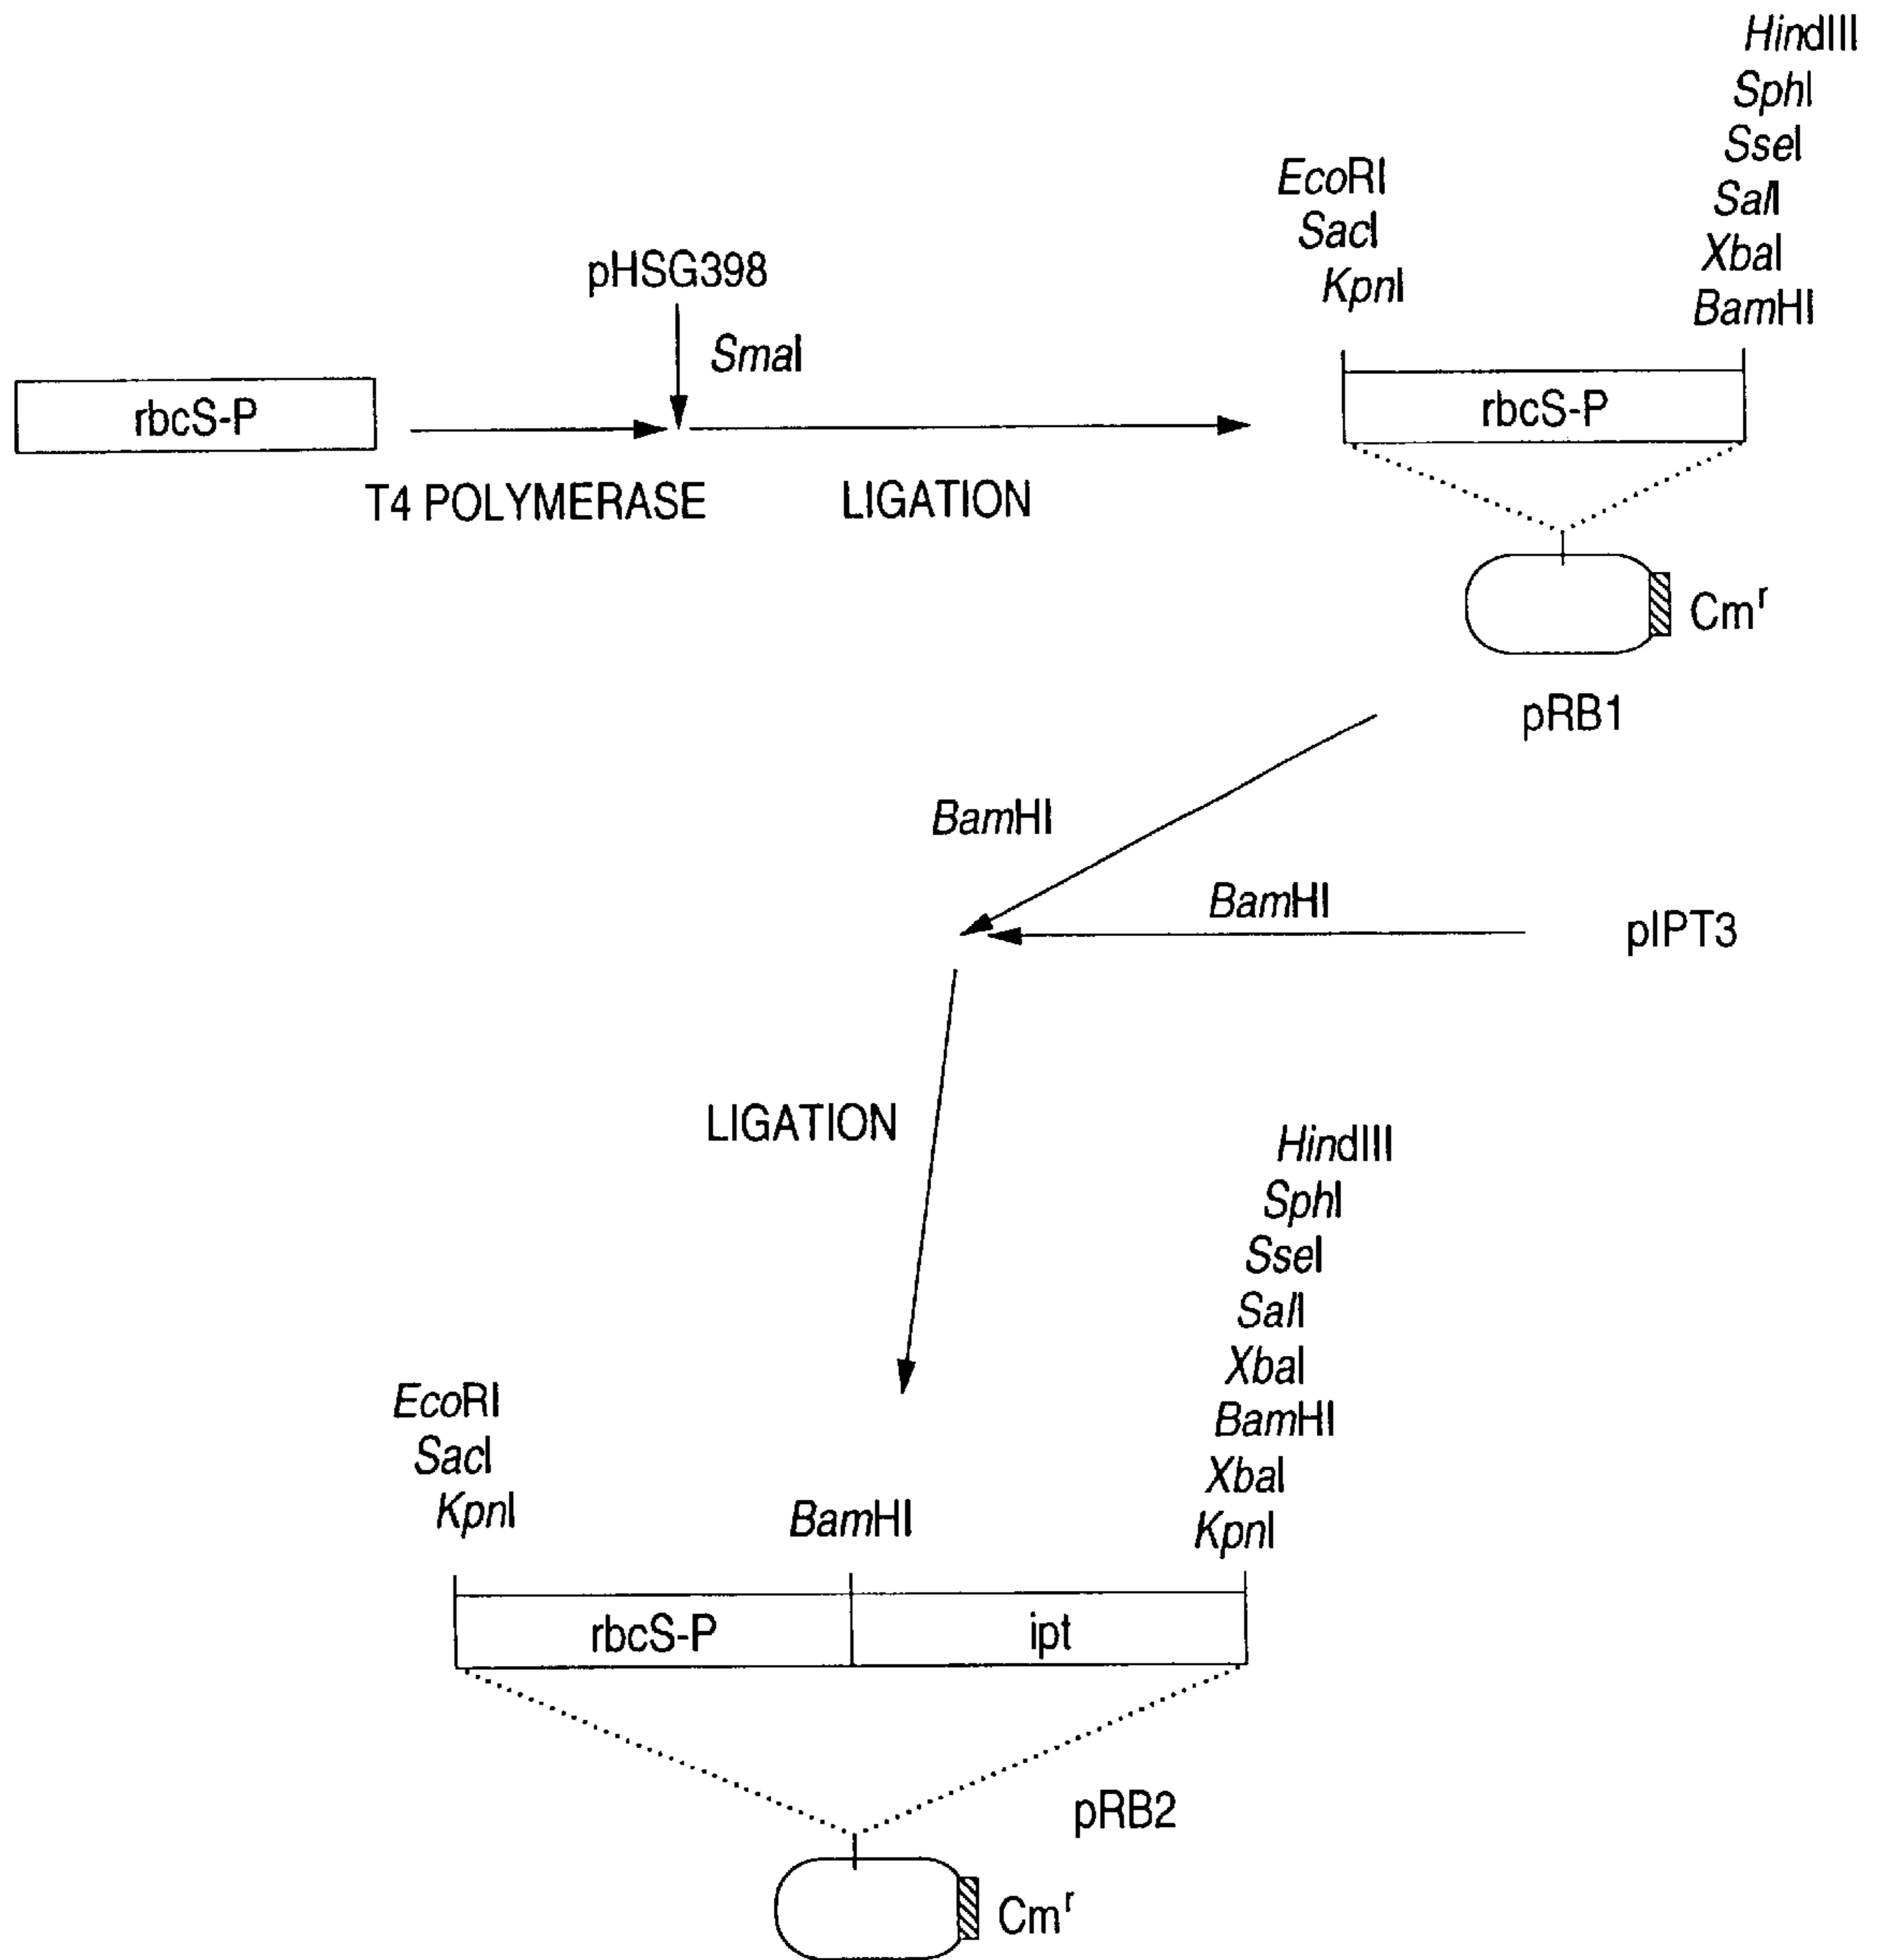 HindIII
SphI
SseI
SalI
XbaI
BamHI
EcoRI
SacI
KpnI
pHSG398
SmaI
rbcS-P
T4 POLYMERASE
LIGATION
rbcS-P
Cmʳ
pRB1
BamHI
BamHI
pIPT3
LIGATION
HindIII
SphI
SseI
SalI
XbaI
BamHI
XbaI
KpnI
EcoRI
SacI
KpnI
BamHI
rbcS-P
ipt
pRB2
Cmʳ